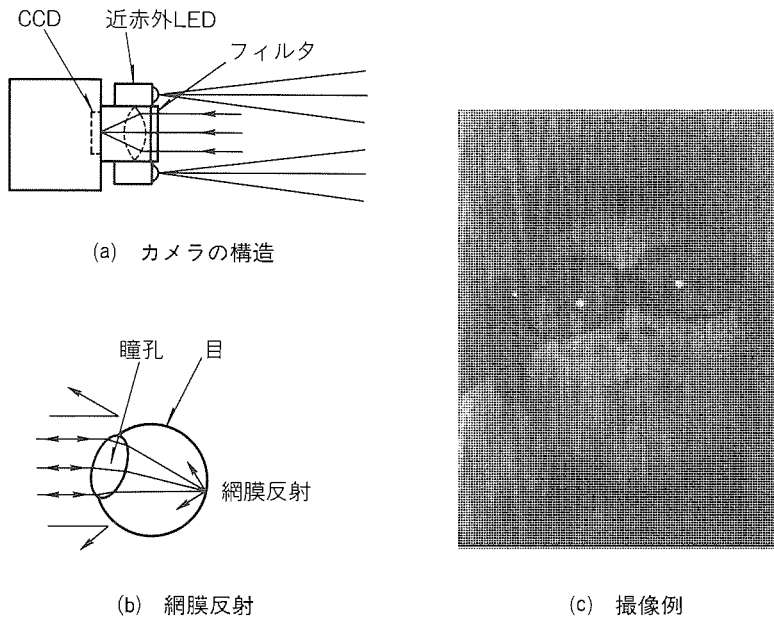 CCD
近赤外LED
フィルタ
(a) カメラの構造
瞳孔
目
網膜反射
(b) 網膜反射
(c) 撮像例